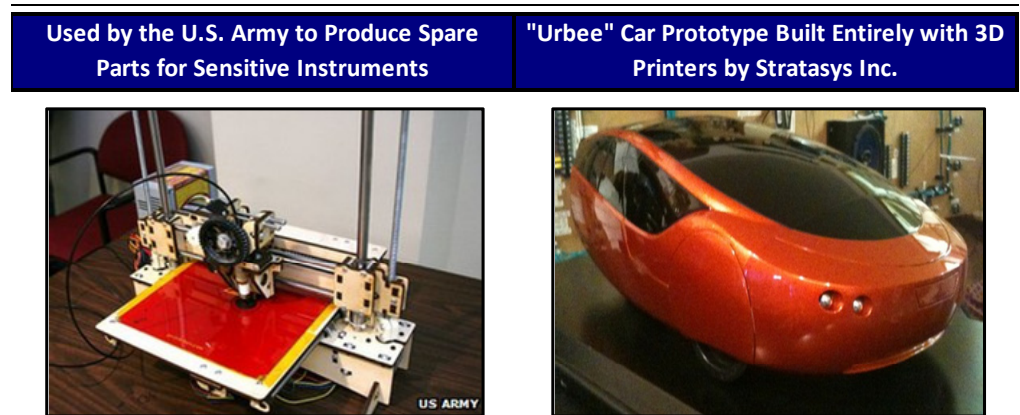 Used by the U.S. Army to Produce Spare
Parts for Sensitive Instruments
"Urbee" Car Prototype Built Entirely with 3D
Printers by Stratasys Inc.
US ARMY